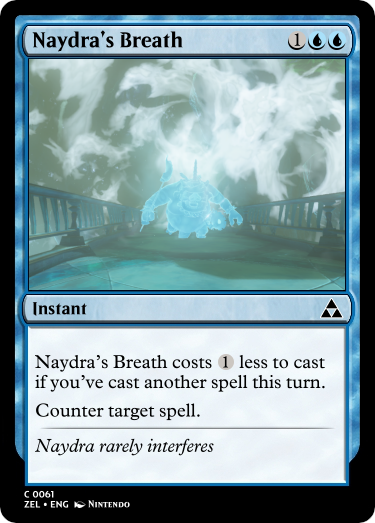 Naydra's Breath 1
Instant
Naydra's Breath costs 1 less to cast
if you've cast another spell this turn.
Counter target spell.
Naydra rarely interferes
C 0061
ZEL • ENG Nintendo